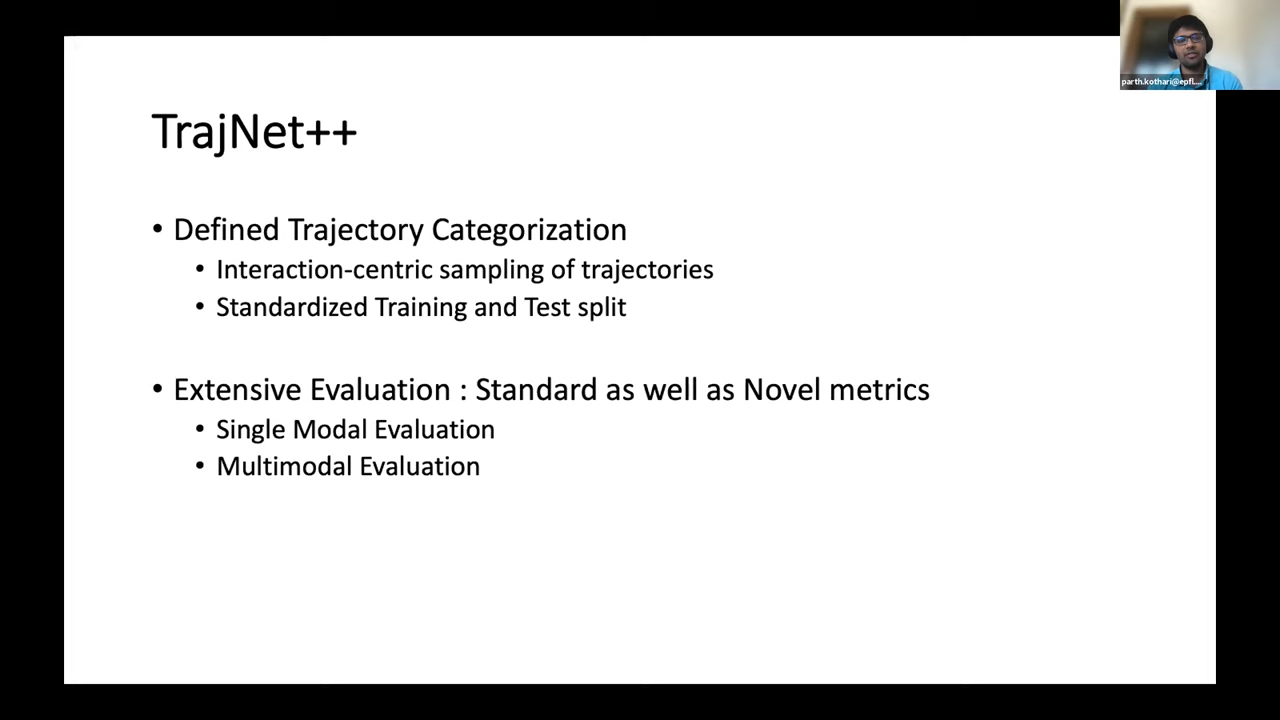 parth.kothari@epfl....
TrajNet++
• Defined Trajectory Categorization
• Interaction-centric sampling of trajectories
• Standardized Training and Test split
• Extensive Evaluation : Standard as well as Novel metrics
• Single Modal Evaluation
• Multimodal Evaluation